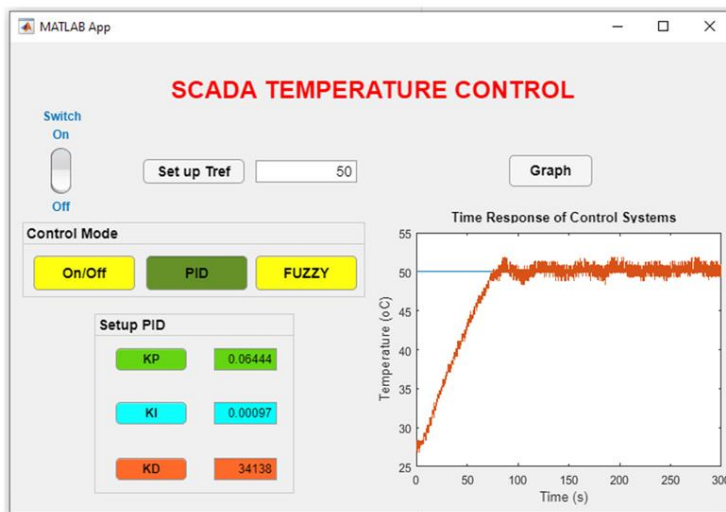 MATLAB App
SCADA TEMPERATURE CONTROL
Switch
On
Off
Set up Tref
50
Graph
Control Mode
On/Off
PID
FUZZY
Setup PID
KP
0.06444
KI
0.00097
KD
34138
Time Response of Control Systems
Temperature (oC)
55
50
45
40
35
30
25
0
50
100
150
200
250
300
Time (s)